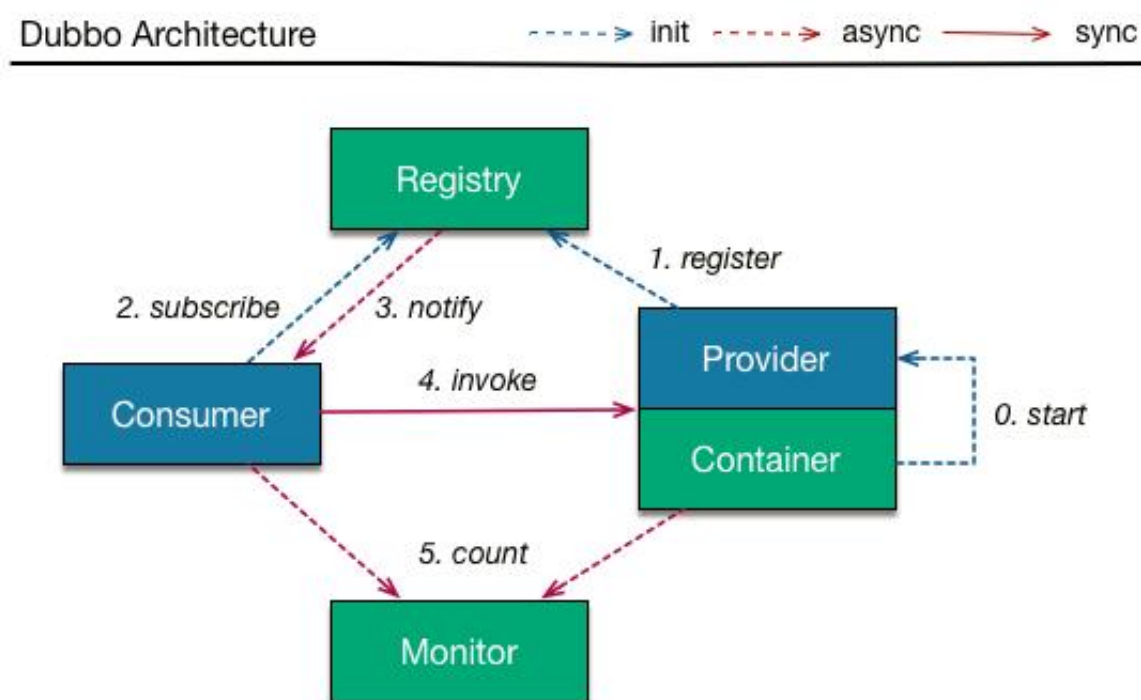 Dubbo Architecture
init
async
sync
Registry
1. register
2. subscribe
3. notify
Provider
4. invoke
Consumer
0. start
Container
5. count
Monitor